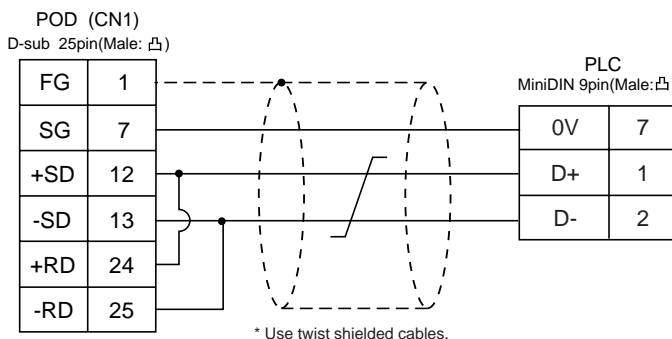 POD (CN1)
D-sub 25pin(Male: 凸)
FG 1
SG 7
+SD 12
-SD 13
+RD 24
-RD 25
PLC
MiniDIN 9pin(Male:凸
0V 7
D+ 1
D- 2
* Use twist shielded cables.